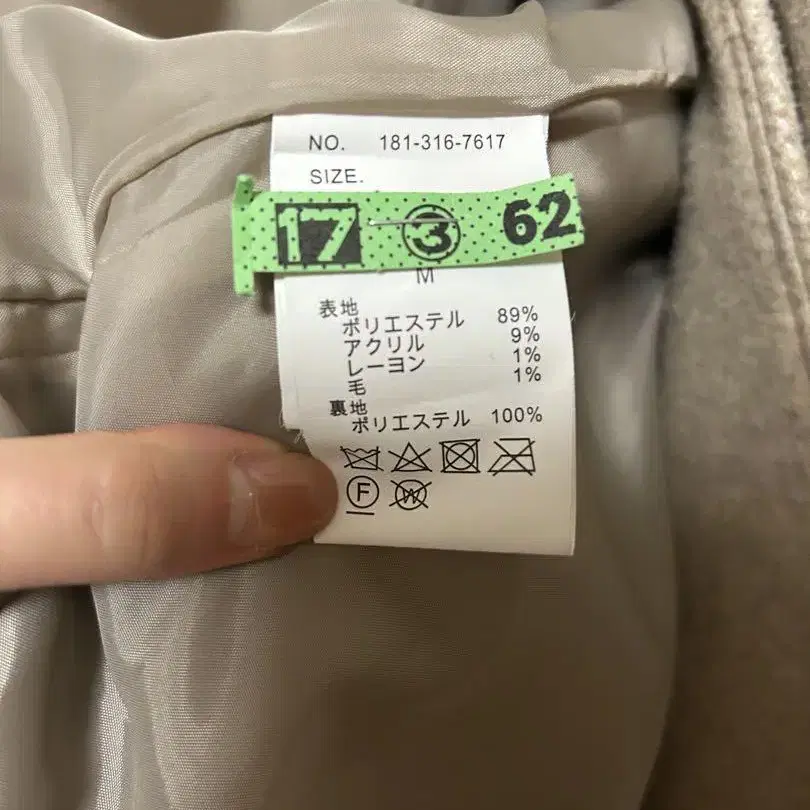 NO. 181-316-7617
SIZE.
17 3 62
M
表地
ポリエステル 89%
アクリル 9%
レーヨン 1%
毛 1%
裏地
ポリエステル 100%
F W